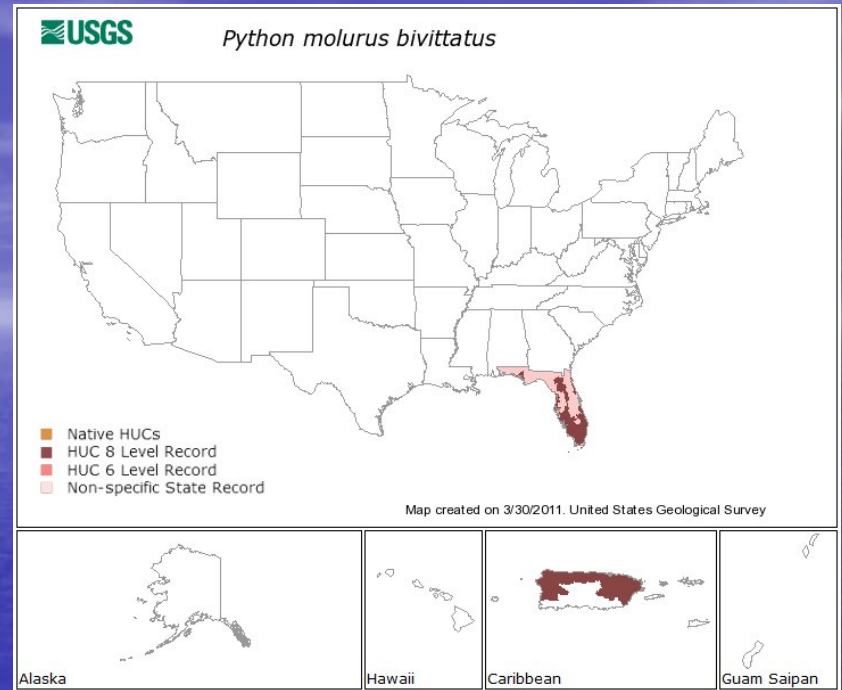 USGS
Python molurus bivittatus
Native HUCs
HUC 8 Level Record
HUC 6 Level Record
Non-specific State Record
Map created on 3/30/2011. United States Geological Survey
Alaska
Hawaii
Caribbean
Guam Saipan